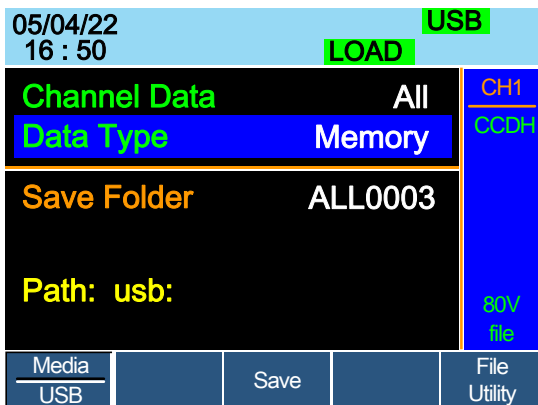 05/04/22 USB
16 : 50 LOAD
Channel Data All
Data Type Memory
Save Folder ALL0003
Path: usb:
CH1
CCDH
80V
file
Media
USB
Save
File
Utility